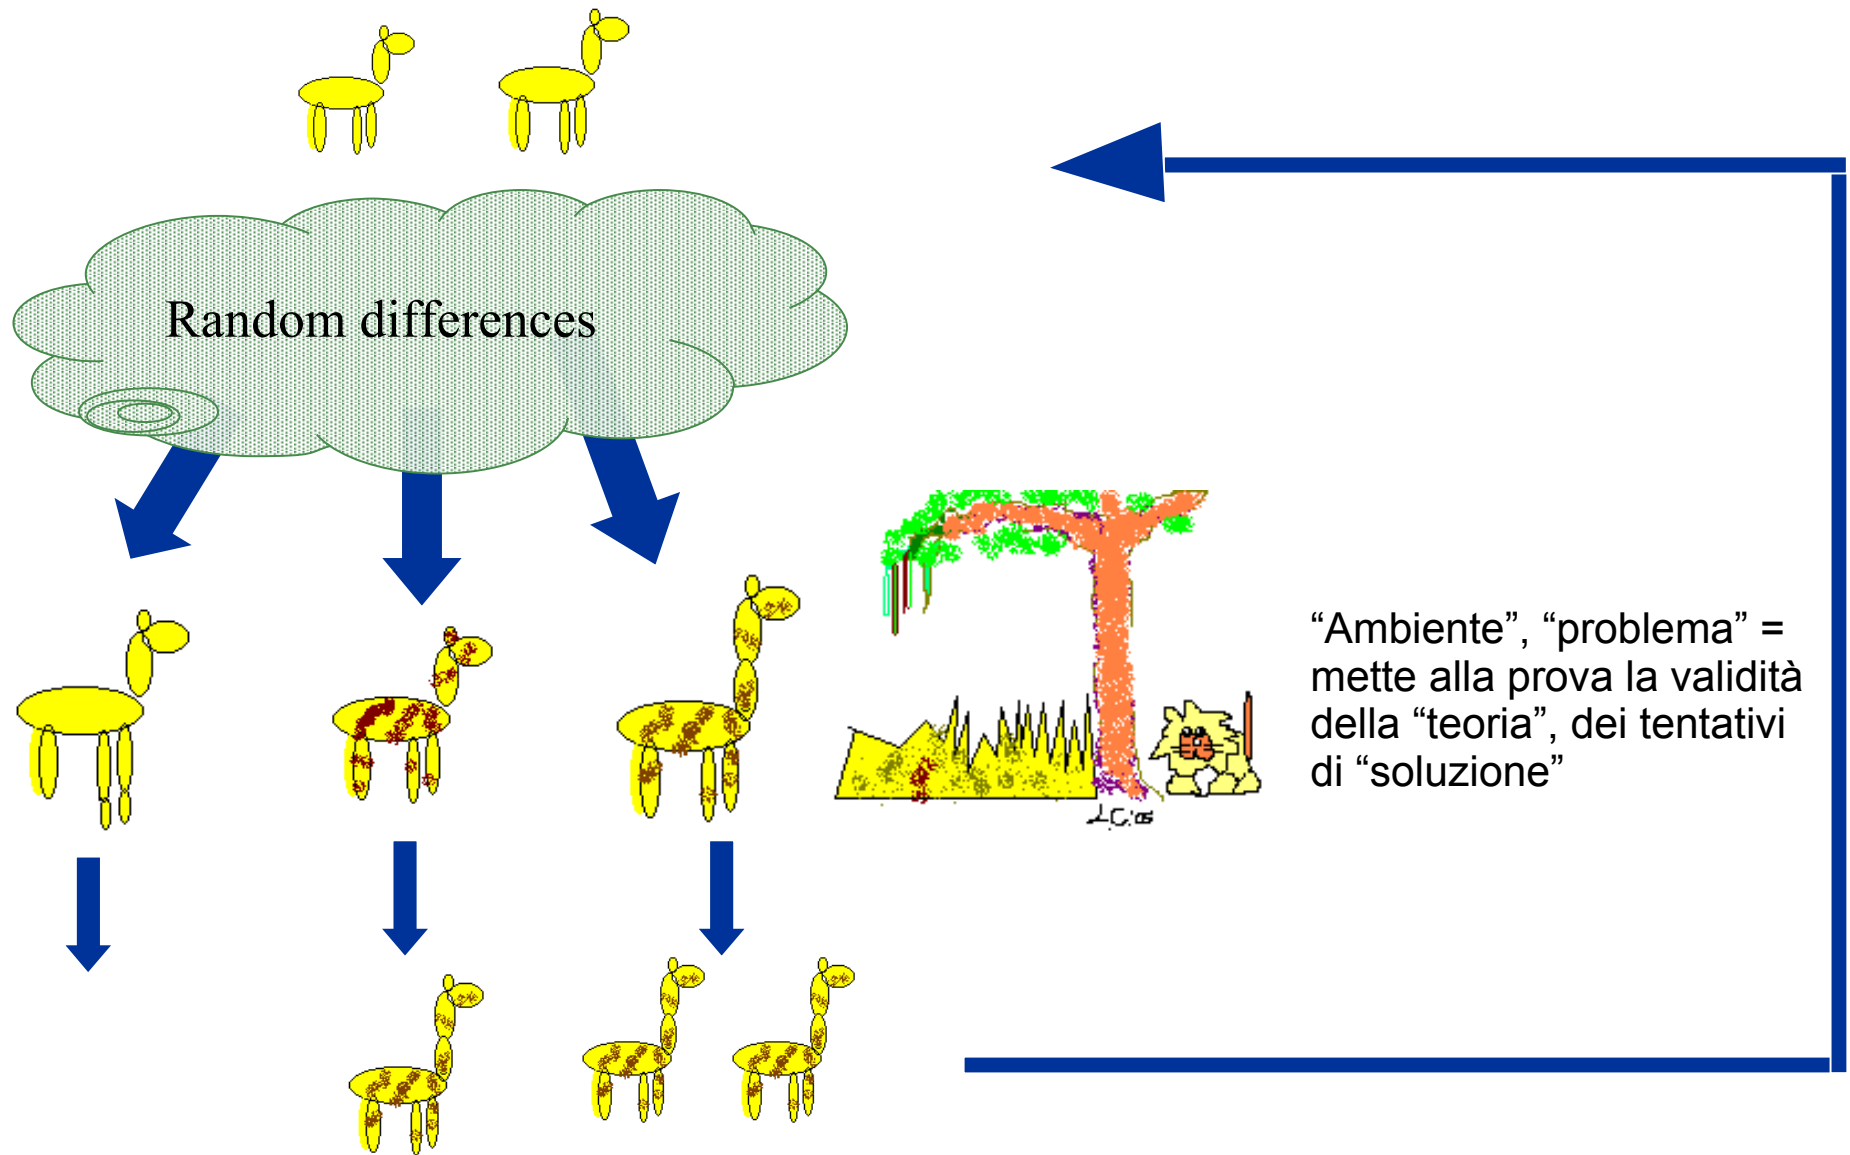 Random differences
“Ambiente”, “problema” =
mette alla prova la validità
della “teoria”, dei tentativi
di “soluzione”